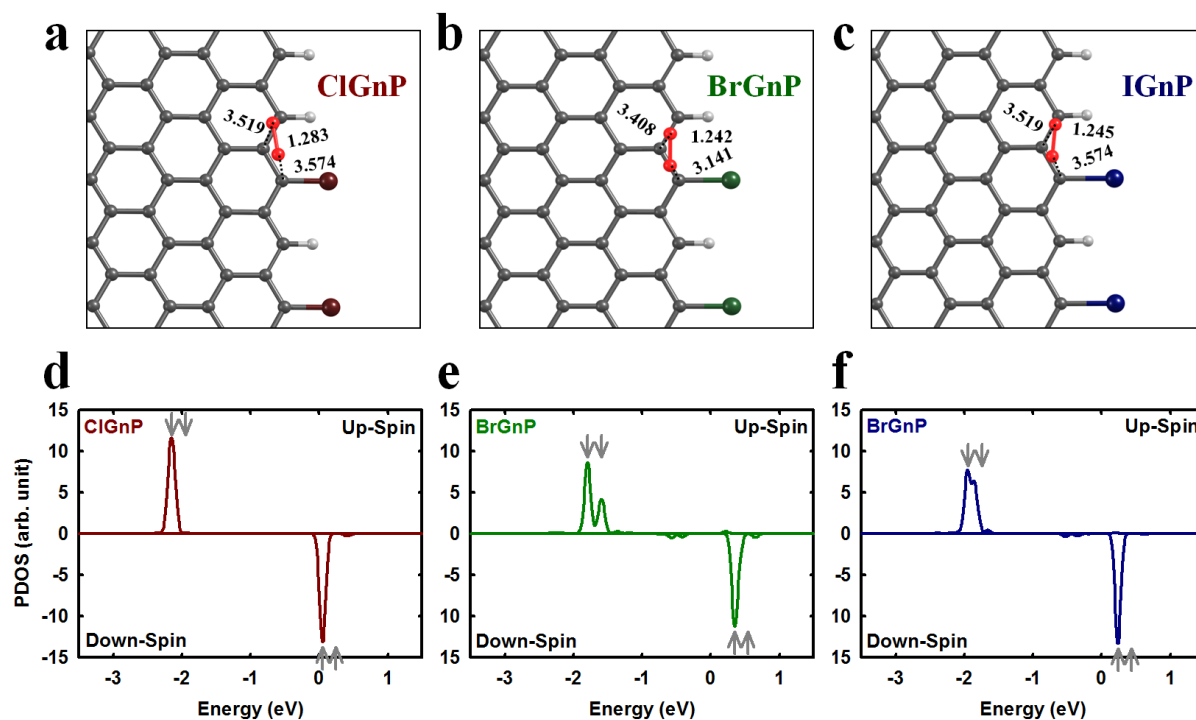 a
ClGnP
3.519
1.283
3.574
b
BrGnP
3.408
1.242
3.141
c
IGnP
3.519
1.245
3.574
d
ClGnP
Up-Spin
Down-Spin
15
10
5
0
-5
-10
-15
PDOS (arb. unit)
-3 -2 -1 0 1
Energy (eV)
e
BrGnP
Up-Spin
Down-Spin
15
10
5
0
-5
-10
15
-3 -2 -1 0 1
Energy (eV)
f
BrGnP
Up-Spin
Down-Spin
15
10
5
0
-5
-10
15
-3 -2 -1 0 1
Energy (eV)